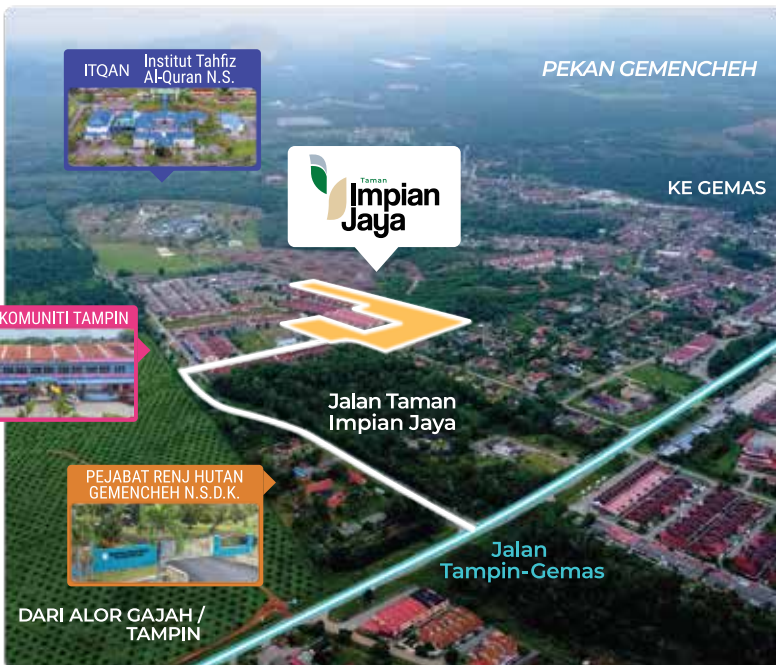 ITQAN
Institut Tahfiz
Al-Quran N.S.
PEKAN GEMENCHEH
Taman
Impian
Jaya
KE GEMAS
KOMUNITI TAMPIN
Jalan Taman
Impian Jaya
PEJABAT RENJ HUTAN
GEMENCHEH N.S.D.K.
Jalan
Tampin-Gemas
DARI ALOR GAJAH /
TAMPIN